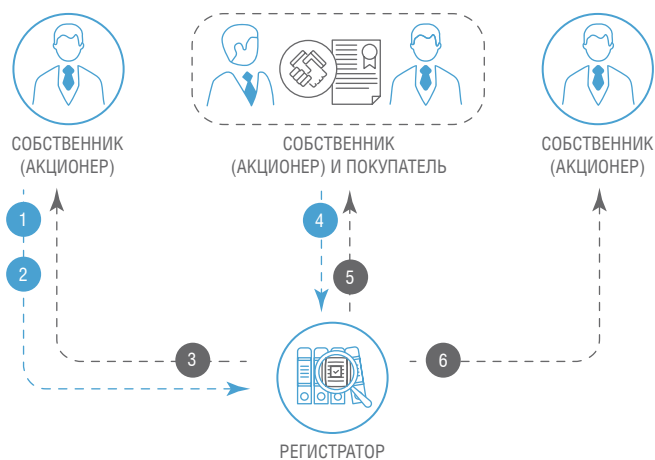 СОБСТВЕННИК
(АКЦИОНЕР)
СОБСТВЕННИК
(АКЦИОНЕР) И ПОКУПАТЕЛЬ
СОБСТВЕННИК
(АКЦИОНЕР)
1
4
2
5
3
6
РЕГИСТРАТОР